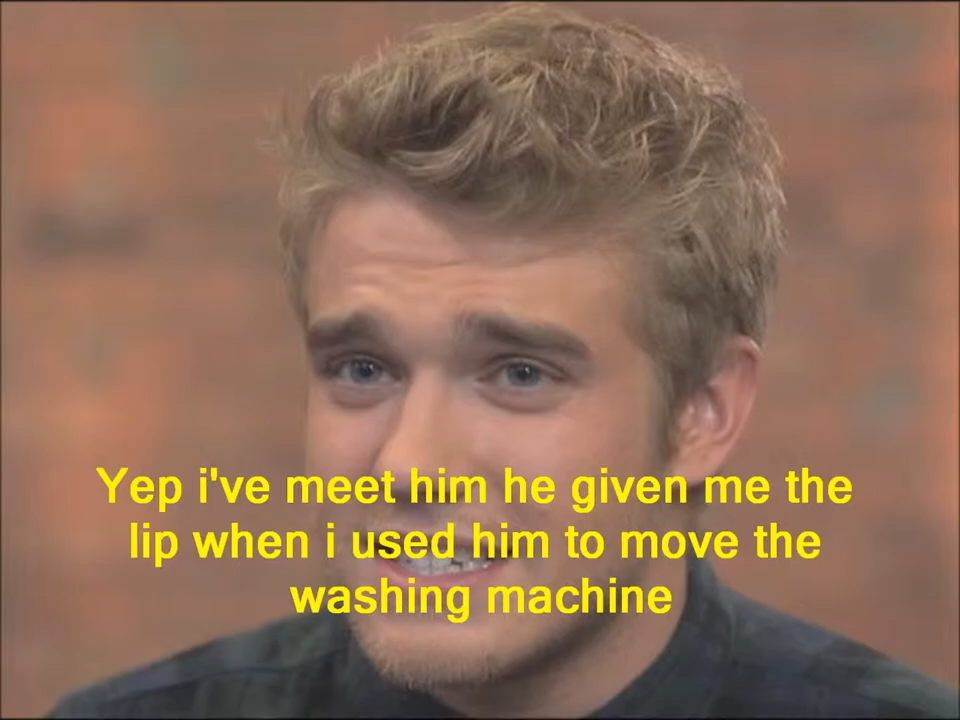 Yep i've meet him he given me the
lip when i used him to move the
washing machine